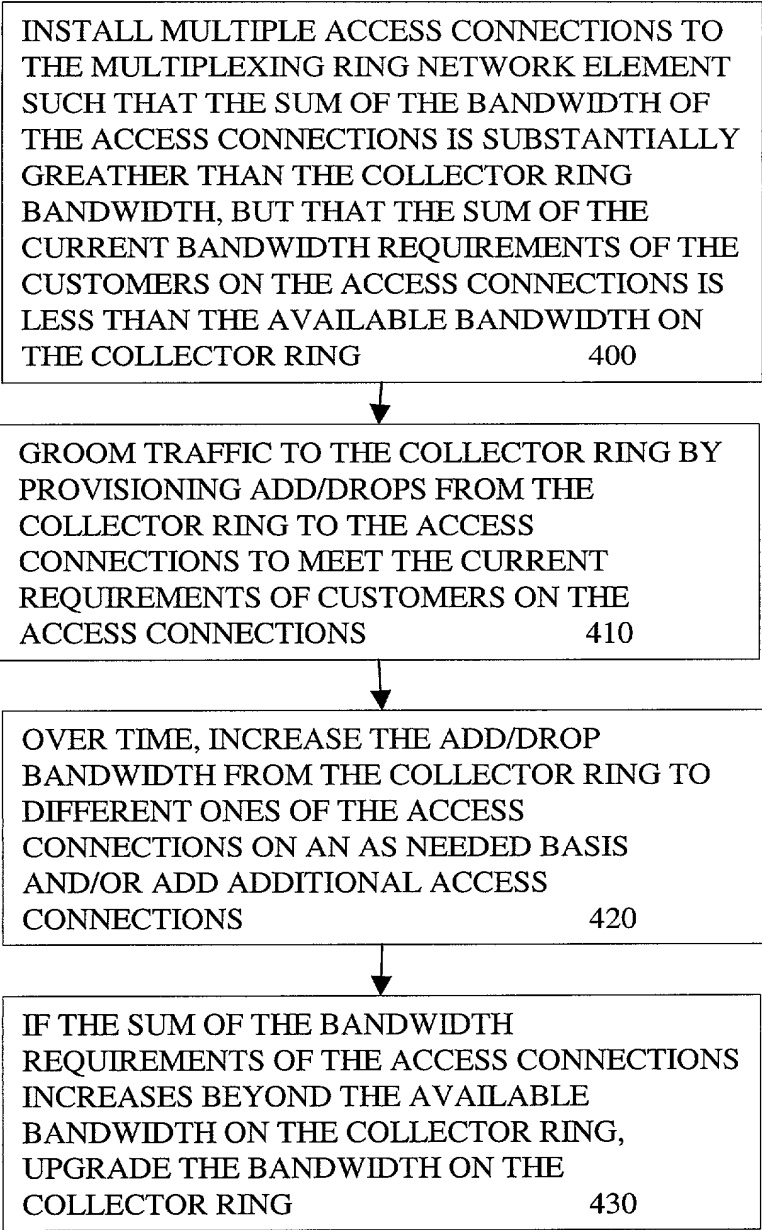 INSTALL MULTIPLE ACCESS CONNECTIONS TO
THE MULTIPLEXING RING NETWORK ELEMENT
SUCH THAT THE SUM OF THE BANDWIDTH OF
THE ACCESS CONNECTIONS IS SUBSTANTIALLY
GREATHER THAN THE COLLECTOR RING
BANDWIDTH, BUT THAT THE SUM OF THE
CURRENT BANDWIDTH REQUIREMENTS OF THE
CUSTOMERS ON THE ACCESS CONNECTIONS IS
LESS THAN THE AVAILABLE BANDWIDTH ON
THE COLLECTOR RING 400
GROOM TRAFFIC TO THE COLLECTOR RING BY
PROVISIONING ADD/DROPS FROM THE
COLLECTOR RING TO THE ACCESS
CONNECTIONS TO MEET THE CURRENT
REQUIREMENTS OF CUSTOMERS ON THE
ACCESS CONNECTIONS 410
OVER TIME, INCREASE THE ADD/DROP
BANDWIDTH FROM THE COLLECTOR RING TO
DIFFERENT ONES OF THE ACCESS
CONNECTIONS ON AN AS NEEDED BASIS
AND/OR ADD ADDITIONAL ACCESS
CONNECTIONS 420
IF THE SUM OF THE BANDWIDTH
REQUIREMENTS OF THE ACCESS CONNECTIONS
INCREASES BEYOND THE AVAILABLE
BANDWIDTH ON THE COLLECTOR RING,
UPGRADE THE BANDWIDTH ON THE
COLLECTOR RING 430